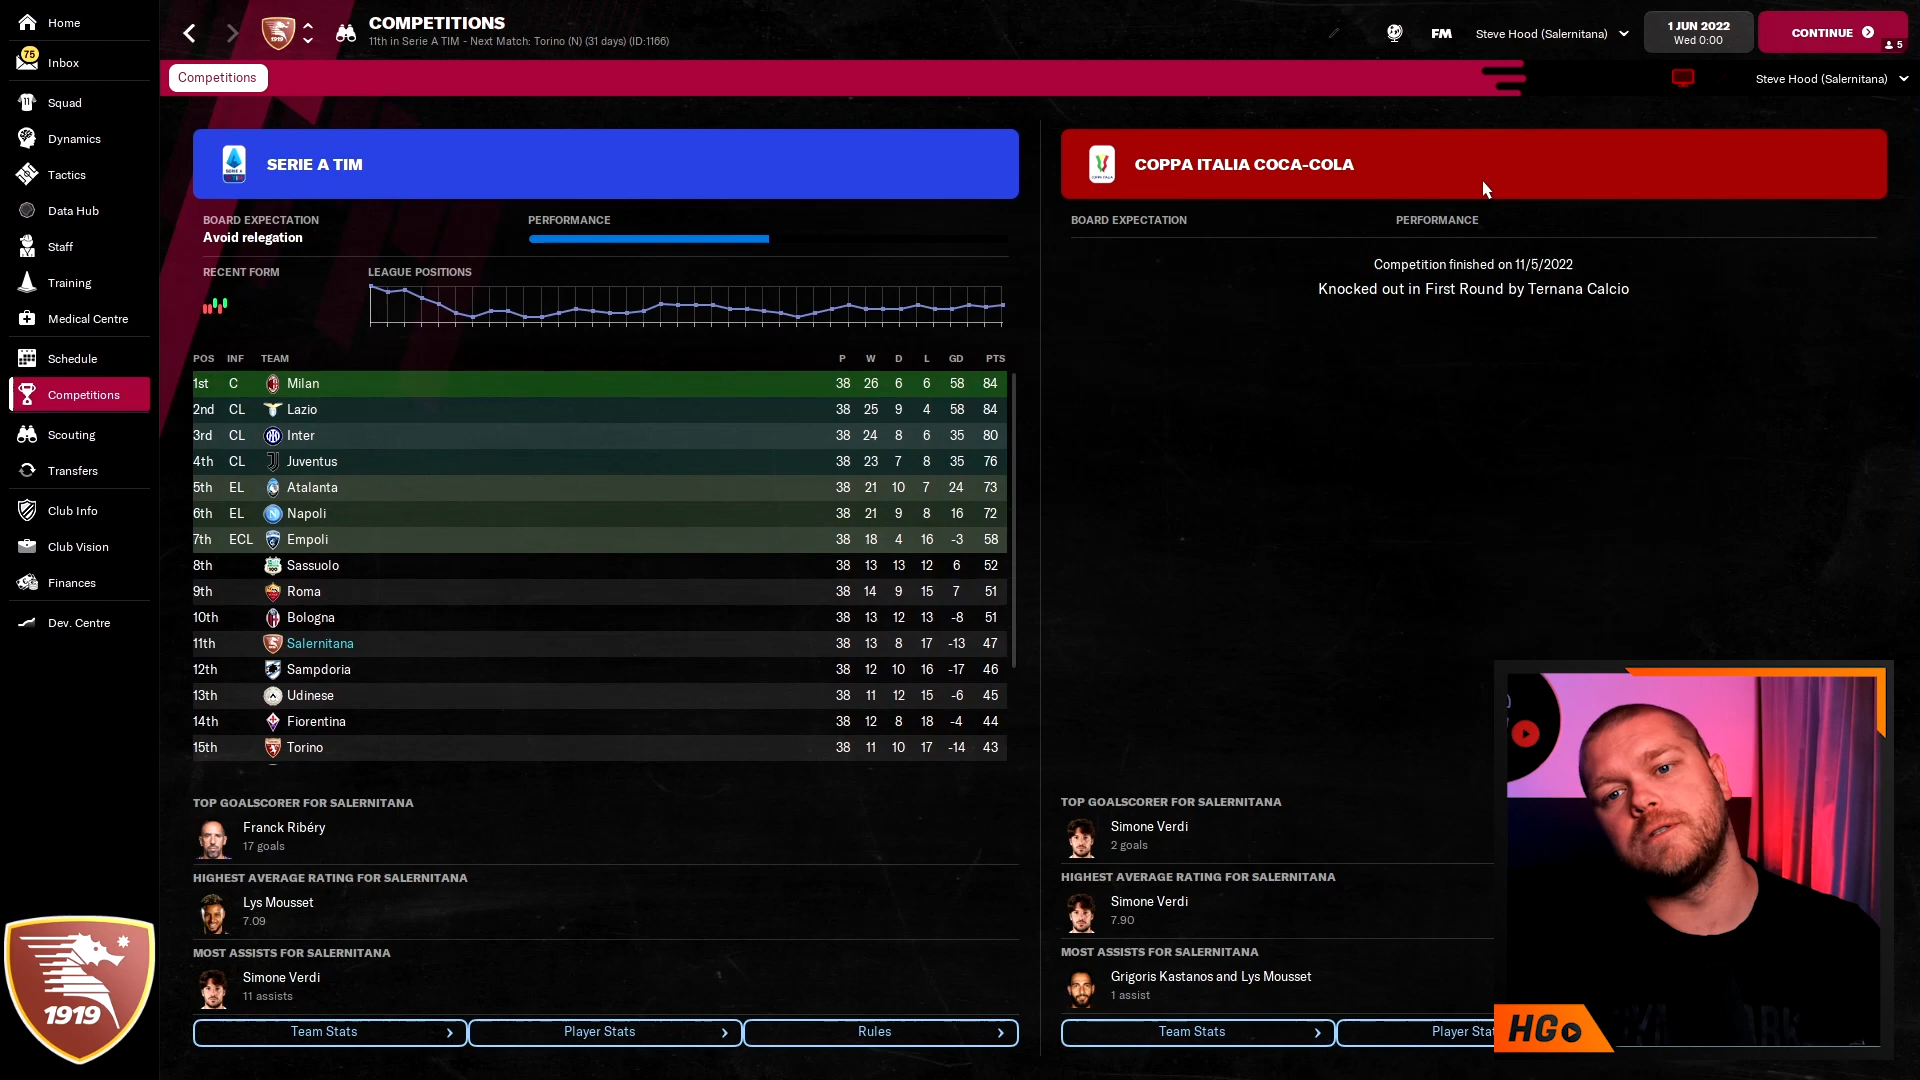 Home
75
Inbox
Squad
Dynamics
Tactics
Data Hub
Staff
Training
Medical Centre
Schedule
Competitions
Scouting
Transfers
Club Info
Club Vision
Finances
Dev. Centre
1919
COMPETITIONS
11th in Serie A TIM - Next Match: Torino (N) (31 days) (ID:1166)
FM
Steve Hood (Salernitana)
1 JUN 2022
Wed 0:00
CONTINUE
5
Competitions
Steve Hood (Salernitana)
SERIE A TIM
BOARD EXPECTATION PERFORMANCE
Avoid relegation
RECENT FORM LEAGUE POSITIONS
POS INF TEAM P W D L GD PTS
1st C Milan 38 26 6 6 58 84
2nd CL Lazio 38 25 9 4 58 84
3rd CL Inter 38 24 8 6 35 80
4th CL Juventus 38 23 7 8 35 76
5th EL Atalanta 38 21 10 7 24 73
6th EL Napoli 38 21 9 8 16 72
7th ECL Empoli 38 18 4 16 -3 58
8th Sassuolo 38 13 13 12 6 52
9th Roma 38 14 9 15 7 51
10th Bologna 38 13 12 13 -8 51
11th Salernitana 38 13 8 17 -13 47
12th Sampdoria 38 12 10 16 -17 46
13th Udinese 38 11 12 15 -6 45
14th Fiorentina 38 12 8 18 -4 44
15th Torino 38 11 10 17 -14 43
TOP GOALSCORER FOR SALERNITANA
Franck Ribéry
17 goals
HIGHEST AVERAGE RATING FOR SALERNITANA
Lys Mousset
7.09
MOST ASSISTS FOR SALERNITANA
Simone Verdi
11 assists
Team Stats
Player Stats
Rules
COPPA ITALIA COCA-COLA
BOARD EXPECTATION PERFORMANCE
Competition finished on 11/5/2022
Knocked out in First Round by Ternana Calcio
TOP GOALSCORER FOR SALERNITANA
Simone Verdi
2 goals
HIGHEST AVERAGE RATING FOR SALERNITANA
Simone Verdi
7.90
MOST ASSISTS FOR SALERNITANA
Grigoris Kastanos and Lys Mousset
1 assist
Team Stats
Player Stat
HG